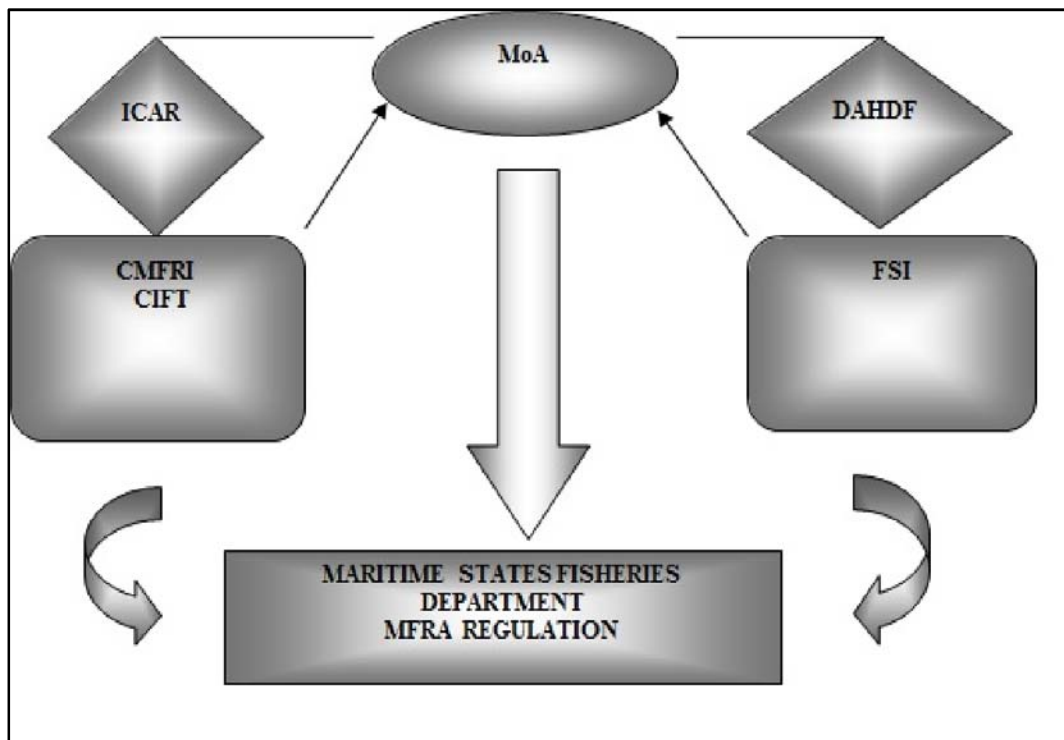 MoA
ICAR
DAHDF
CMFRI
CIFT
FSI
MARITIME STATES FISHERIES
DEPARTMENT
MFRA REGULATION